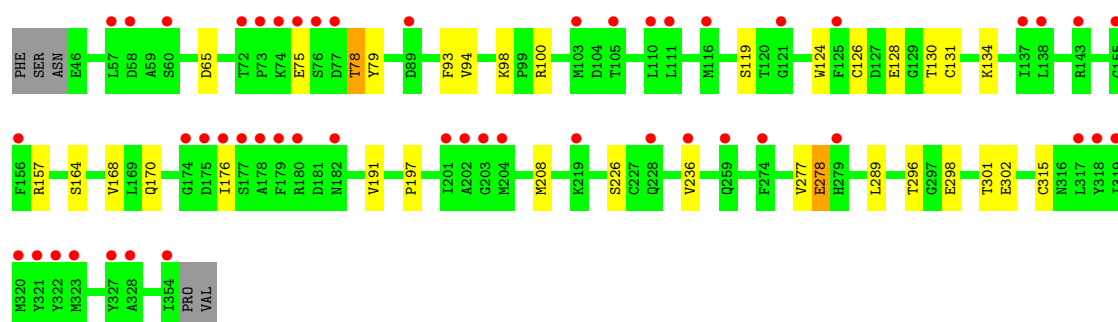 PHE SER ASN E46 L57 D58 A59 S60 D65 T72 P73 K74 E75 S76 D77 T78 Y79 D89 F93 V94 K98 P99 R100 M103 D104 T105 L110 L111 M116 S119 T120 G121 W124 F125 C126 D127 E128 G129 T130 C131 K134 I137 L138 R143
F156 R157 S164 V168 L169 Q170 G174 D175 I176 S177 A178 F179 R180 D181 N182 V191 P197 I201 A202 G203 M204 M208 K219 S226 C227 Q228 V236 Q259 F274 V277 E278 H279 L289 T296 G297 E298 T301 E302 C315 N316 L317 Y318
M320 Y321 Y322 M323 Y327 A328 I354 PRO VAL